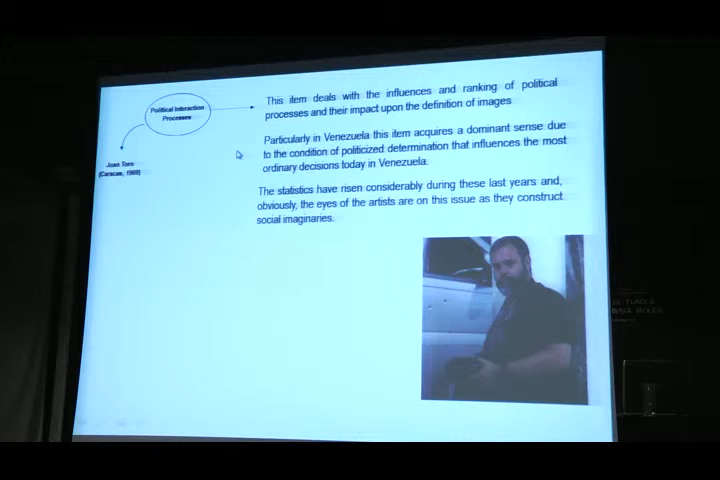 Political Interaction
Processes
Juan Toro
(Caracas, 1969)
This item deals with the influences and ranking of political
processes and their impact upon the definition of images
Particularly in Venezuela this item acquires a dominant sense due
to the condition of politicized determination that influences the most
ordinary decisions today in Venezuela.
The statistics have risen considerably during these last years and,
obviously, the eyes of the artists are on this issue as they construct
social imaginaries.